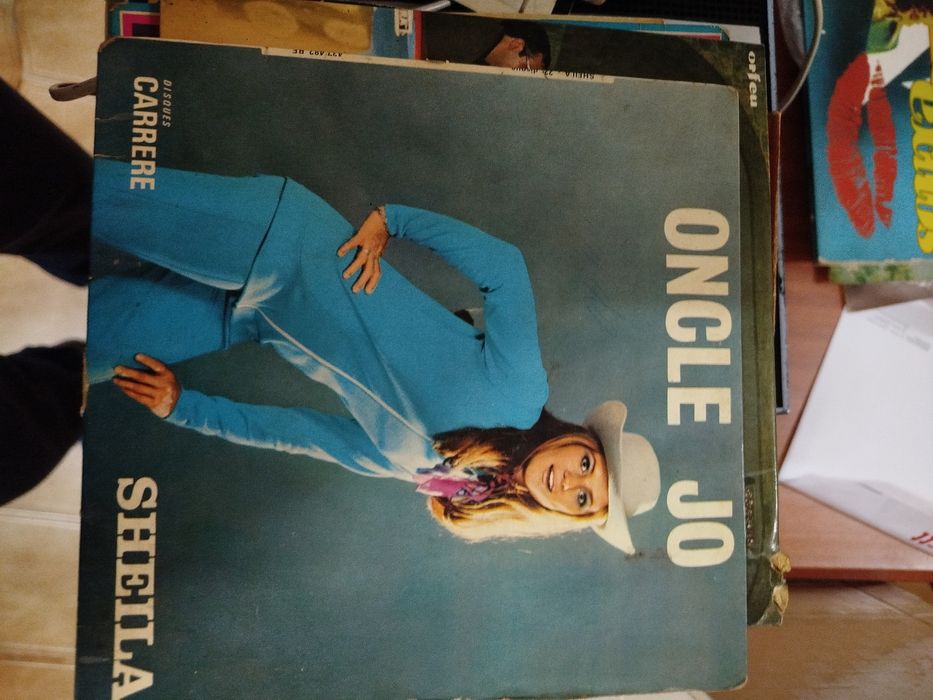 ONCLE JO
DISQUES
CARRERE
SHEILA
orfeu